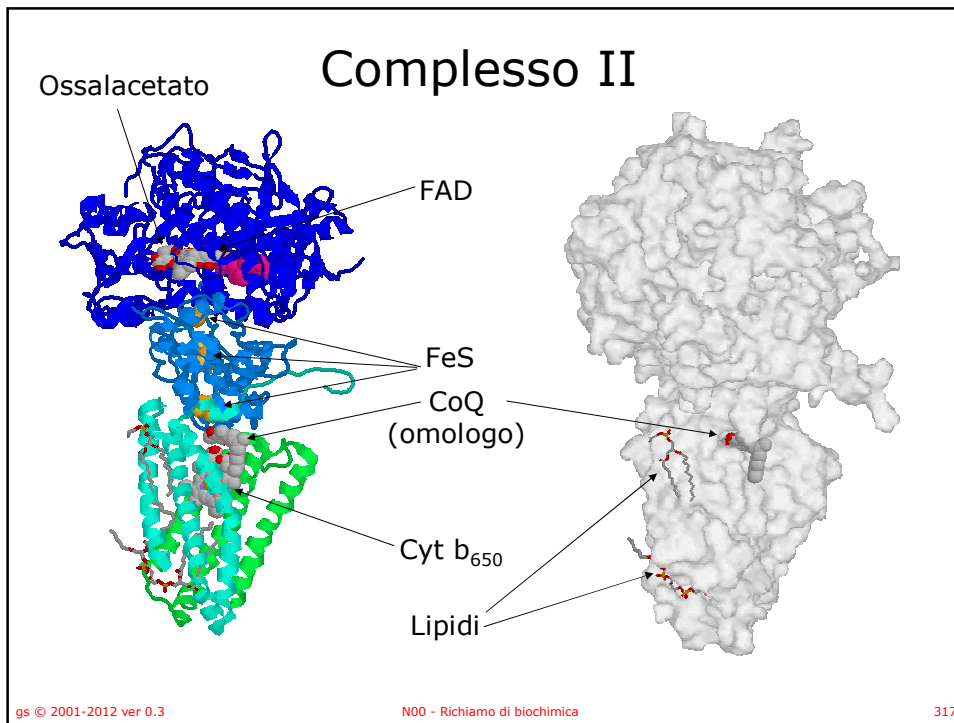 Complesso II
Ossalacetato
FAD
FeS
CoQ
(omologo)
Cyt b650
Lipidi
gs © 2001-2012 ver 0.3
N00 - Richiamo di biochimica
317